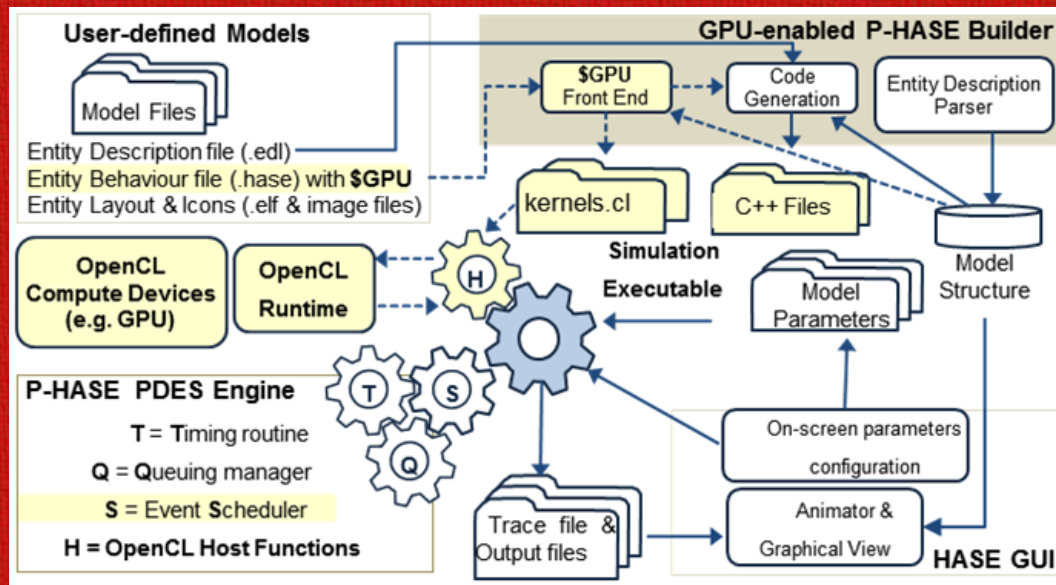 User-defined Models
Model Files
Entity Description file (.edl)
Entity Behaviour file (.hase) with $GPU
Entity Layout & Icons (.elf & image files)
GPU-enabled P-HASE Builder
$GPU
Front End
Code
Generation
Entity Description
Parser
kernels.cl
C++ Files
Model
Structure
OpenCL
Compute Devices
(e.g. GPU)
OpenCL
Runtime
H
Simulation
Executable
Model
Parameters
P-HASE PDES Engine
T = Timing routine
Q = Queuing manager
S = Event Scheduler
H = OpenCL Host Functions
T
S
Q
Trace file &
Output files
On-screen parameters
configuration
Animator &
Graphical View
HASE GUI